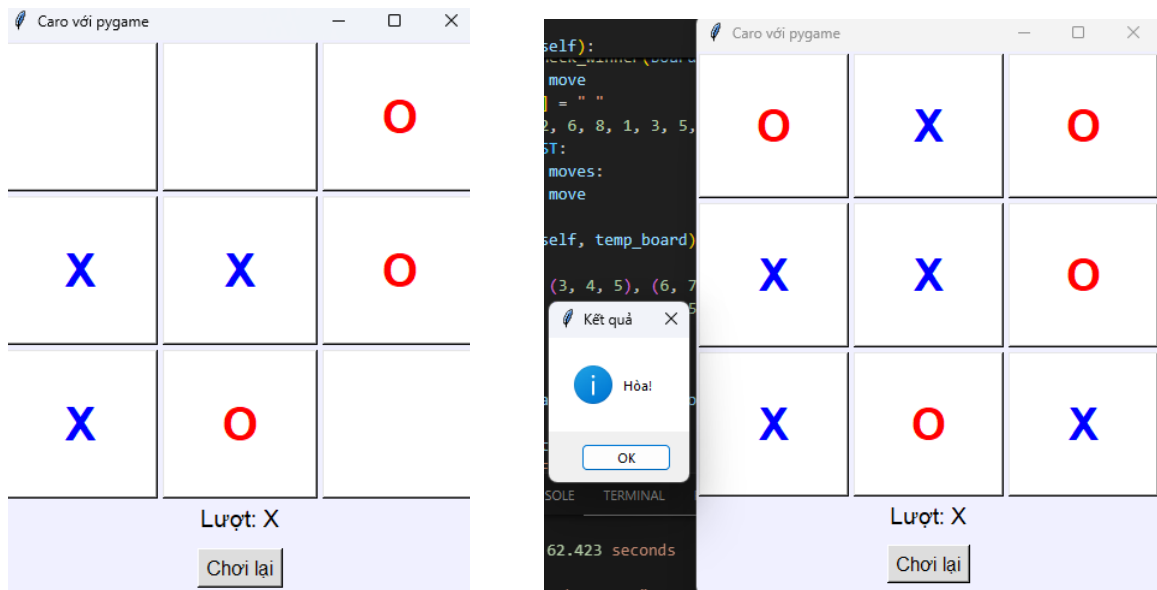 Caro với pygame
O
X X O
X O
Lượt: X
Chơi lại
self):
move
] = " "
2, 6, 8, 1, 3, 5,
ST:
moves:
move
self, temp_board)
(3, 4, 5), (6, 7
Kết quả
i
Hòa!
OK
SOLE TERMINAL
62.423 seconds
Caro với pygame
O X O
X X O
X O X
Lượt: X
Chơi lại